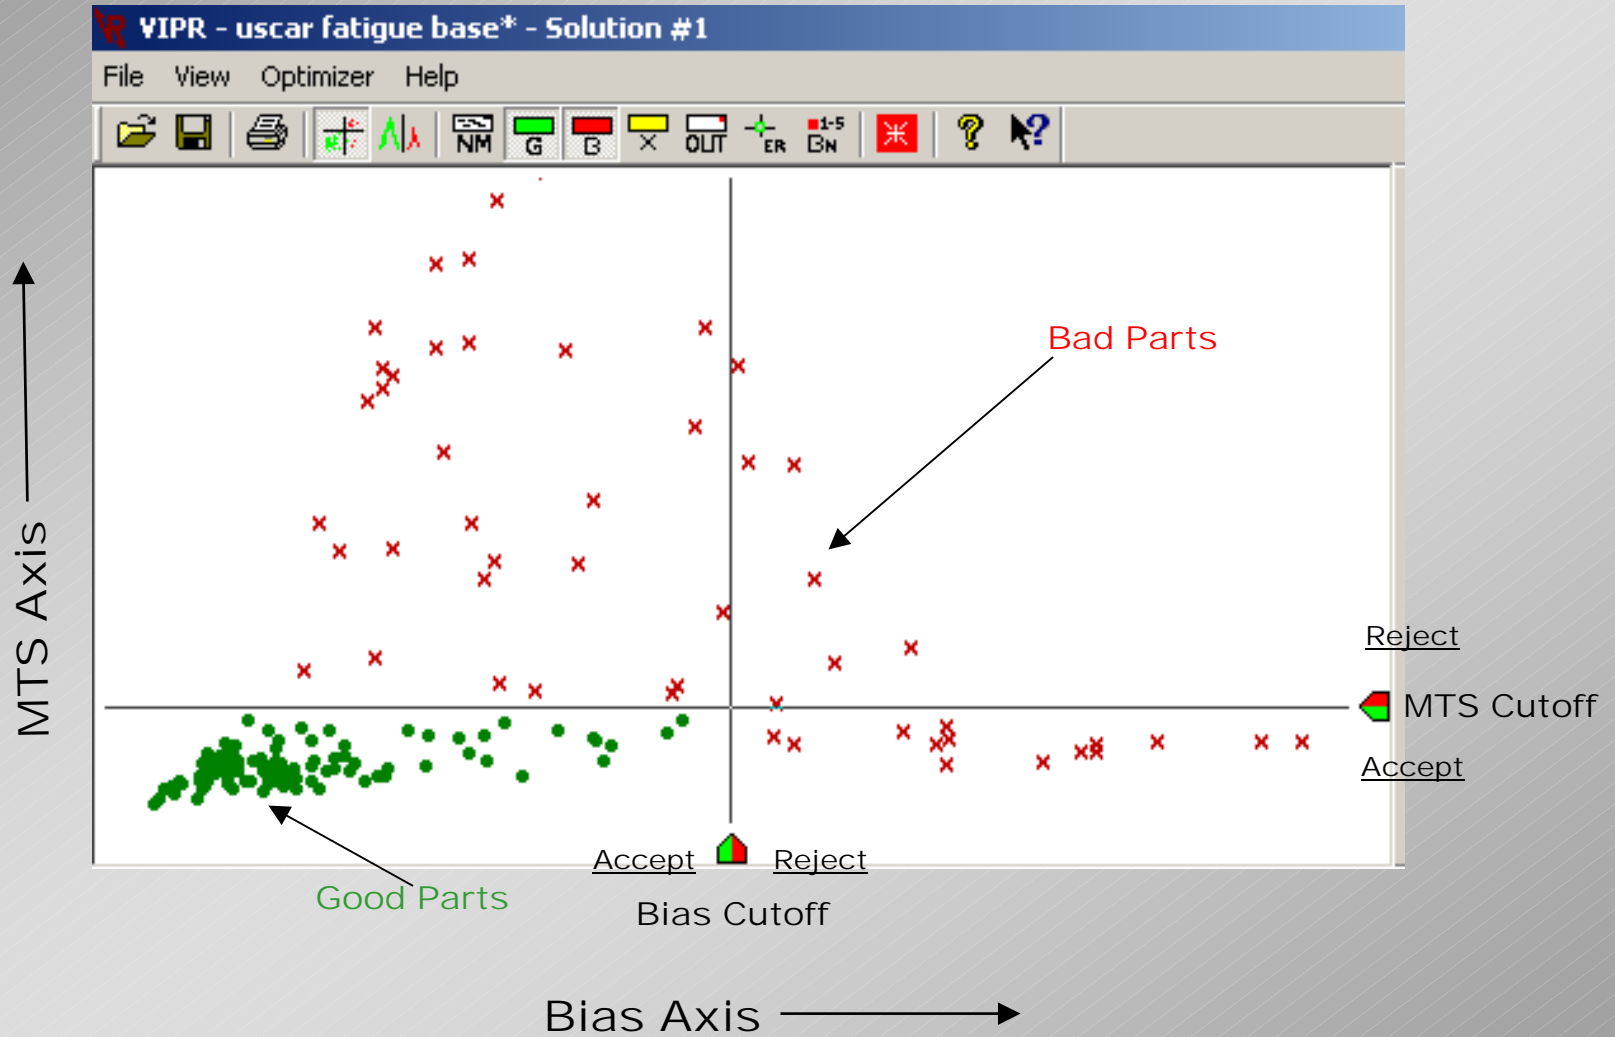 VIPR - uscar fatigue base* - Solution #1
File View Optimizer Help
NM G B X OUT ER 1-5 BN ? ?
Bad Parts
MTS Axis
Reject
MTS Cutoff
Accept
Accept Reject
Good Parts
Bias Cutoff
Bias Axis